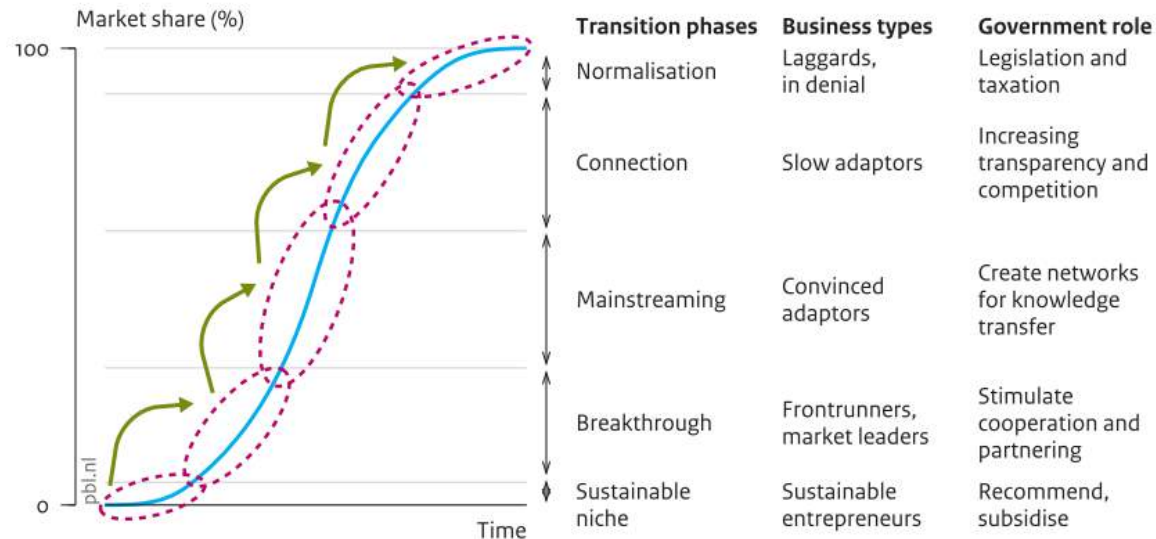 Market share (%)
100
0
Time
pbl.nl
Transition phases
Business types
Government role
Normalisation
Laggards,
in denial
Legislation and
taxation
Connection
Slow adaptors
Increasing
transparency and
competition
Mainstreaming
Convinced
adaptors
Create networks
for knowledge
transfer
Breakthrough
Frontrunners,
market leaders
Stimulate
cooperation and
partnering
Sustainable
niche
Sustainable
entrepreneurs
Recommend,
subsidise